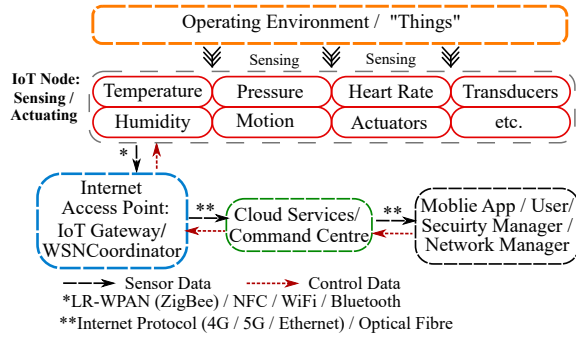 Operating Environment / "Things"
Sensing Sensing
IoT Node:
Sensing /
Actuating
Temperature Pressure Heart Rate Transducers
Humidity Motion Actuators etc.
*
Internet
Access Point:
IoT Gateway/
WSNCoordinator
**
Cloud Services/
Command Centre
**
Moblie App / User/
Secuirty Manager /
Network Manager
Sensor Data Control Data
*LR-WPAN (ZigBee) / NFC / WiFi / Bluetooth
**Internet Protocol (4G / 5G / Ethernet) / Optical Fibre